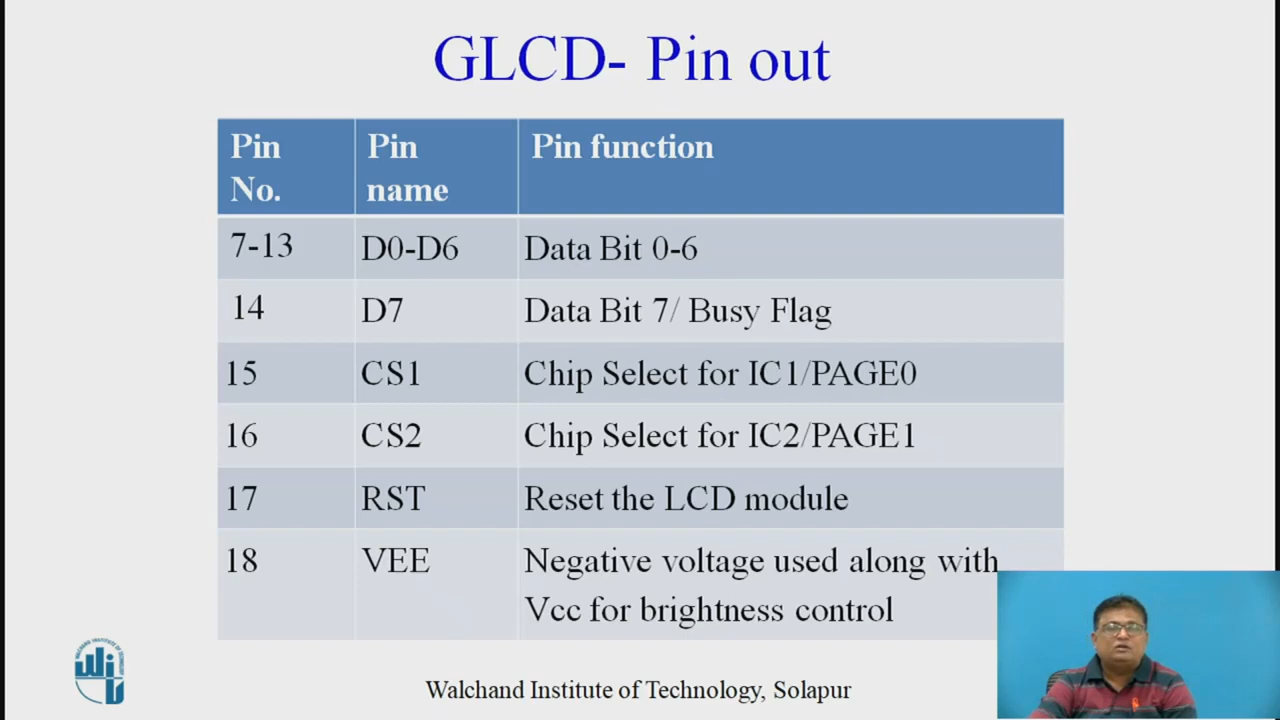 GLCD- Pin out
Pin No.
Pin name
Pin function
7-13 D0-D6 Data Bit 0-6
14 D7 Data Bit 7/ Busy Flag
15 CS1 Chip Select for IC1/PAGE0
16 CS2 Chip Select for IC2/PAGE1
17 RST Reset the LCD module
18 VEE Negative voltage used along with
Vcc for brightness control
Walchand Institute of Technology, Solapur